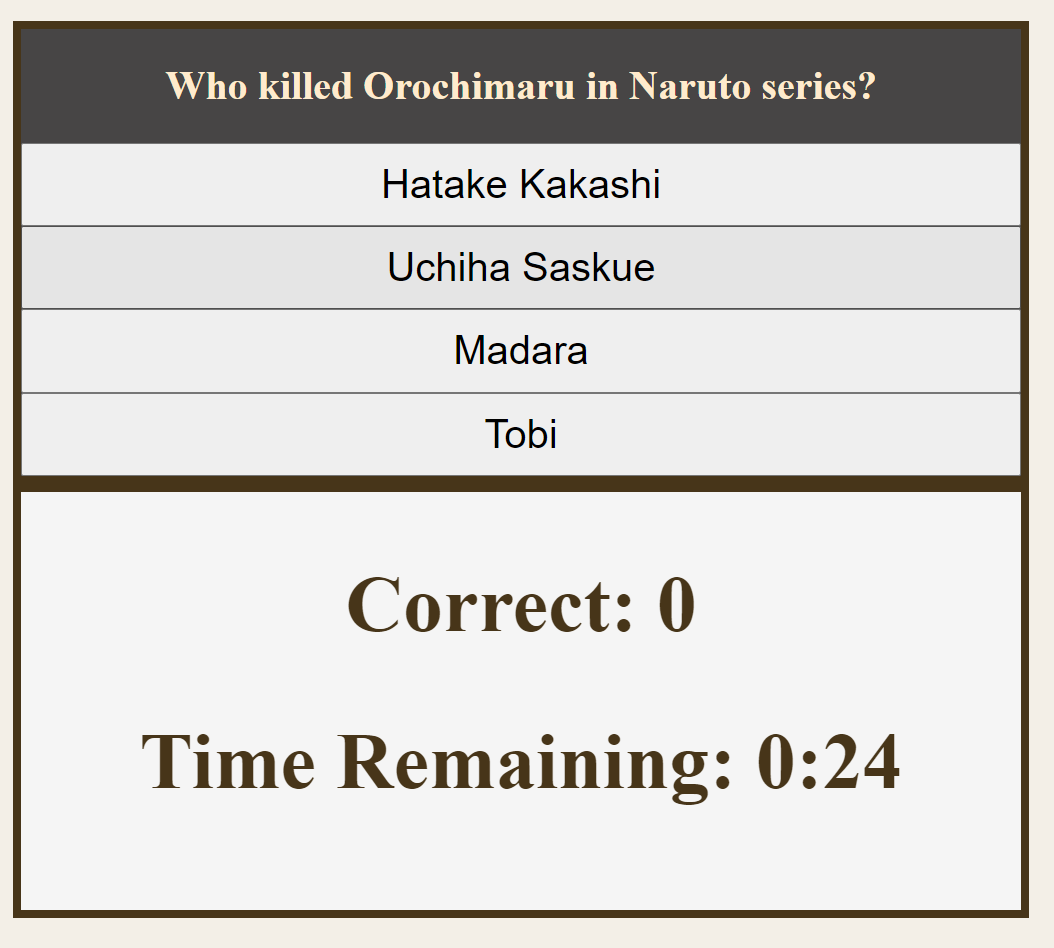 Who killed Orochimaru in Naruto series?
Hatake Kakashi
Uchiha Saskue
Madara
Tobi
Correct: 0
Time Remaining: 0:24